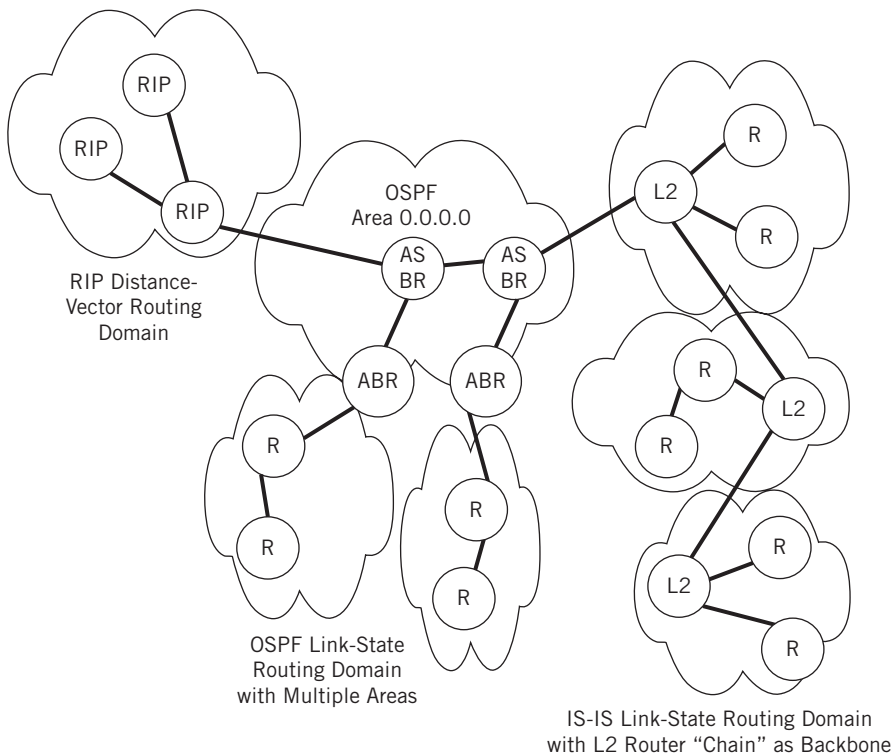 RIP
RIP
RIP
RIP Distance-
Vector Routing
Domain
OSPF
Area 0.0.0.0
AS
BR
AS
BR
ABR
ABR
R
R
R
R
OSPF Link-State
Routing Domain
with Multiple Areas
R
L2
R
R
L2
R
R
L2
R
IS-IS Link-State Routing Domain
with L2 Router “Chain” as Backbone